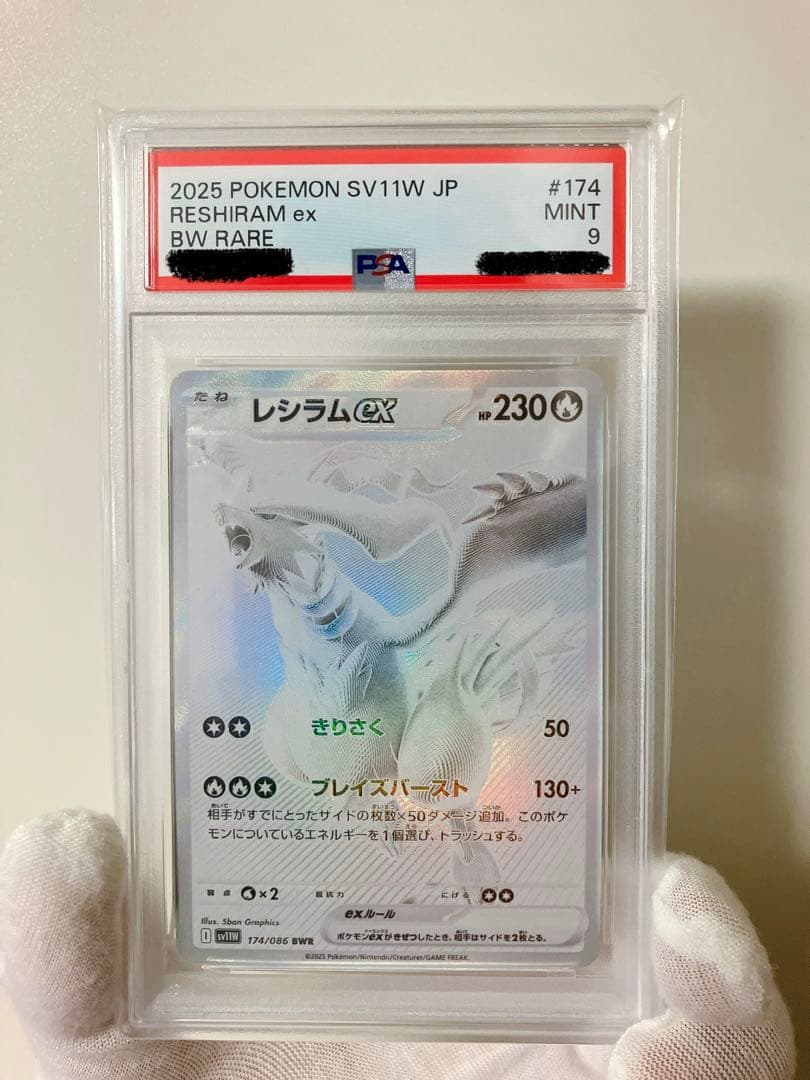 2025 POKEMON SV11W JP #174
RESHIRAM ex MINT
BW RARE 9
PSA
たね レシラムex HP230
きりさく 50
ブレイズバースト 130+
相手がすでにとったサイドの枚数×50ダメージ追加。このポケ
モンについているエネルギーを1個選び、トラッシュする。
弱点 ×2 抵抗力 にげる
exルール
ポケモンexがきぜつしたとき、相手はサイドを2枚とる。
Illus. 5ban Graphics
I sv11W 174/086 BWR
©2025 Pokémon/Nintendo/Creatures/GAME FREAK.